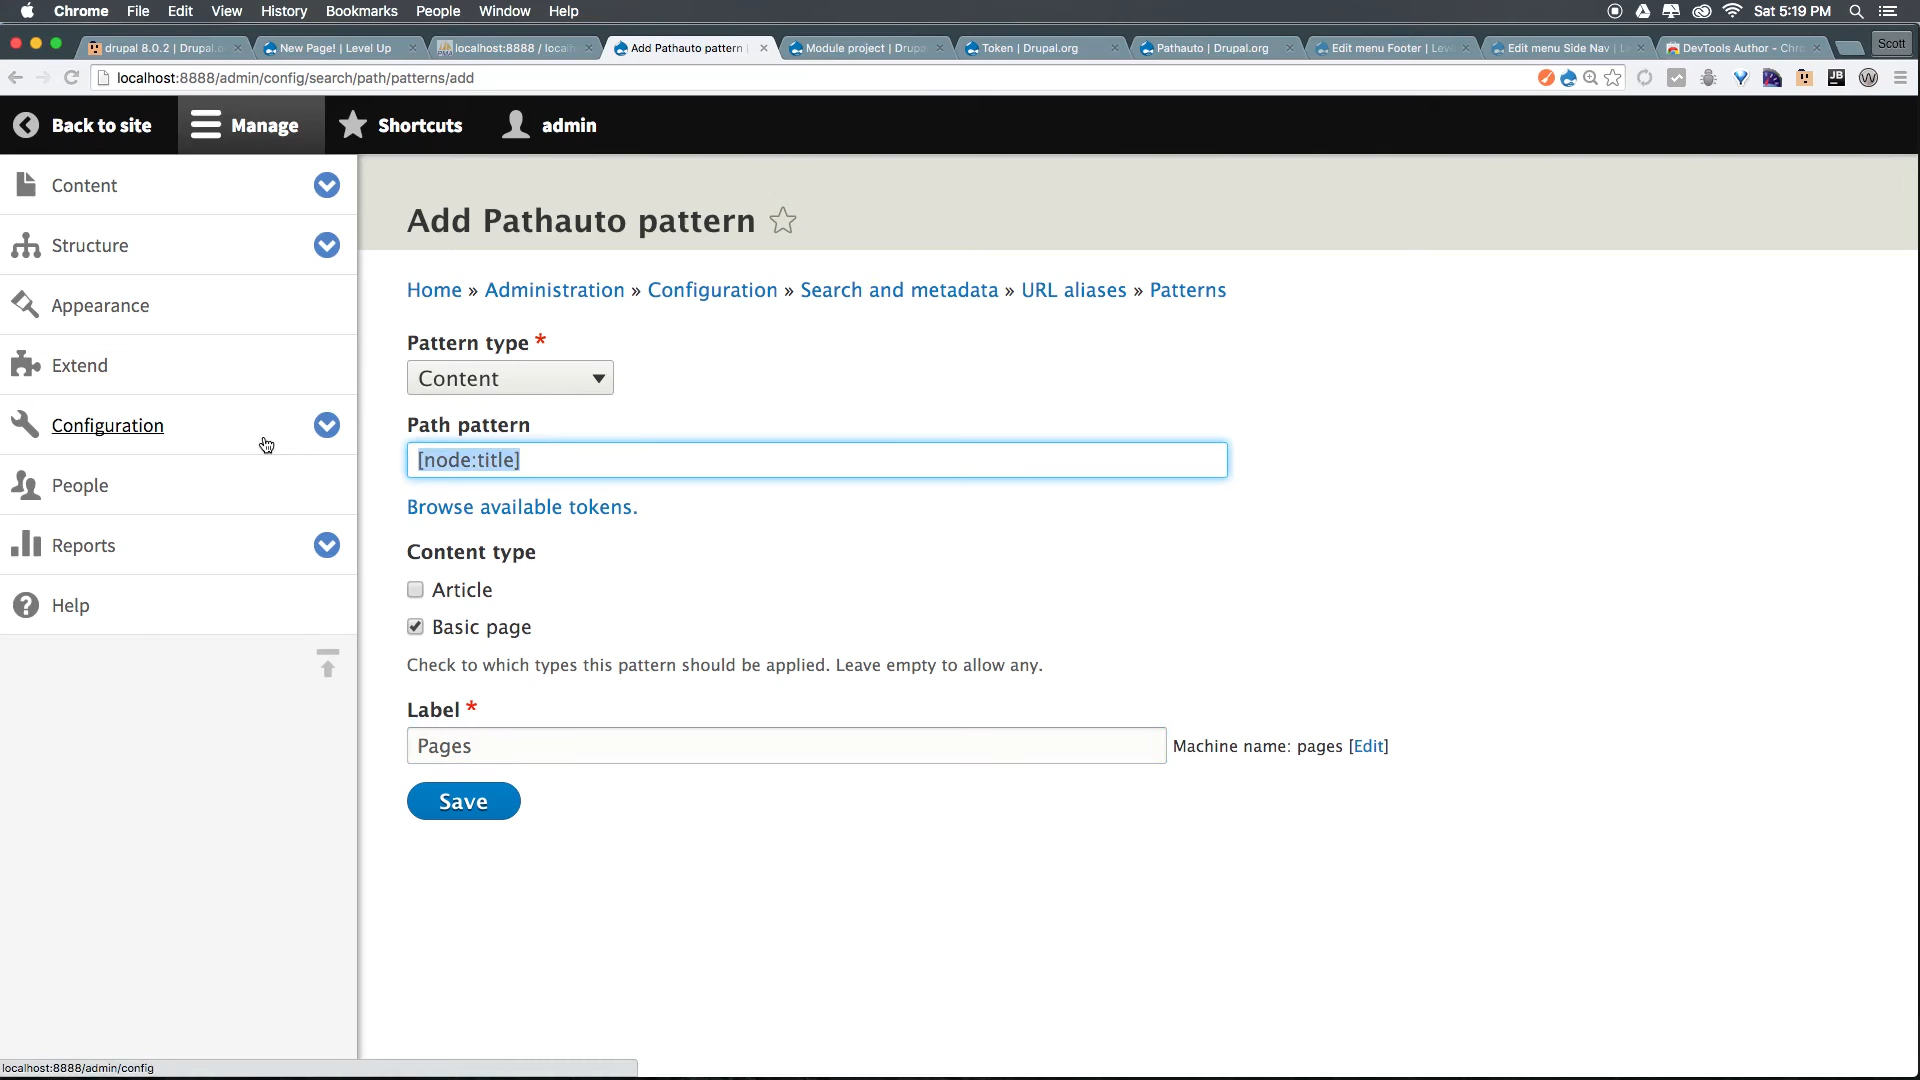 Chrome File Edit View History Bookmarks People Window Help Sat 5:19 PM
drupal 8.0.2 | Drupal.o New Page! | Level Up localhost:8888 / localh Add Pathauto pattern | Module project | Drupa Token | Drupal.org Pathauto | Drupal.org Edit menu Footer | Leve Edit menu Side Nav | L DevTools Author - Chr Scott
localhost:8888/admin/config/search/path/patterns/add
Back to site Manage Shortcuts admin
Content
Structure
Appearance
Extend
Configuration
People
Reports
Help
Add Pathauto pattern
Home » Administration » Configuration » Search and metadata » URL aliases » Patterns
Pattern type *
Content
Path pattern
[node:title]
Browse available tokens.
Content type
Article
Basic page
Check to which types this pattern should be applied. Leave empty to allow any.
Label *
Pages Machine name: pages [Edit]
Save
localhost:8888/admin/config